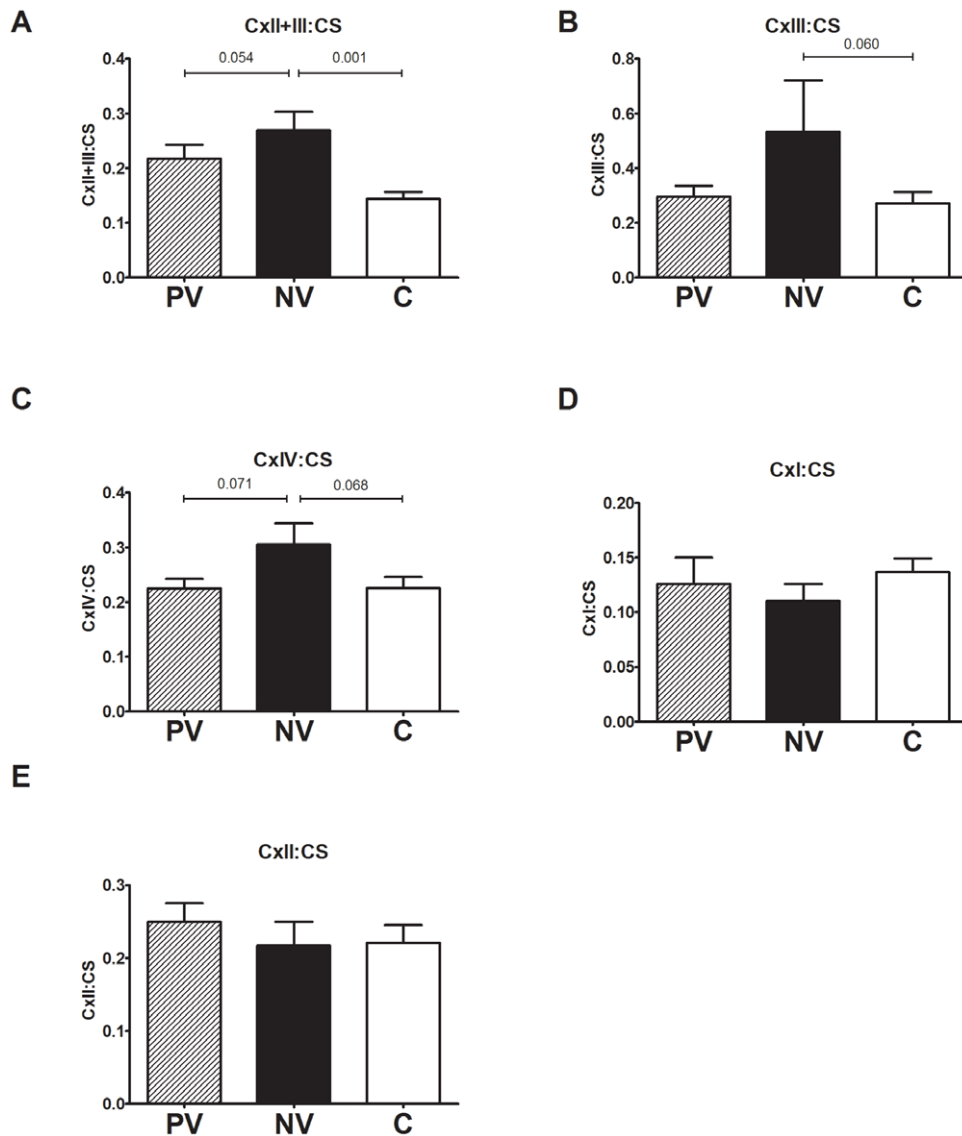 A
CxII+III:CS
0.054
0.001
0.4
0.3
0.2
0.1
0.0
CxII+III:CS
PV NV C
B
CxIII:CS
0.060
0.8
0.6
0.4
0.2
0.0
CxIII:CS
PV NV C
C
CxIV:CS
0.071
0.068
0.4
0.3
0.2
0.1
0.0
CxIV:CS
PV NV C
D
CxI:CS
0.20
0.15
0.10
0.05
0.00
CxI:CS
PV NV C
E
CxII:CS
0.3
0.2
0.1
0.0
CxII:CS
PV NV C